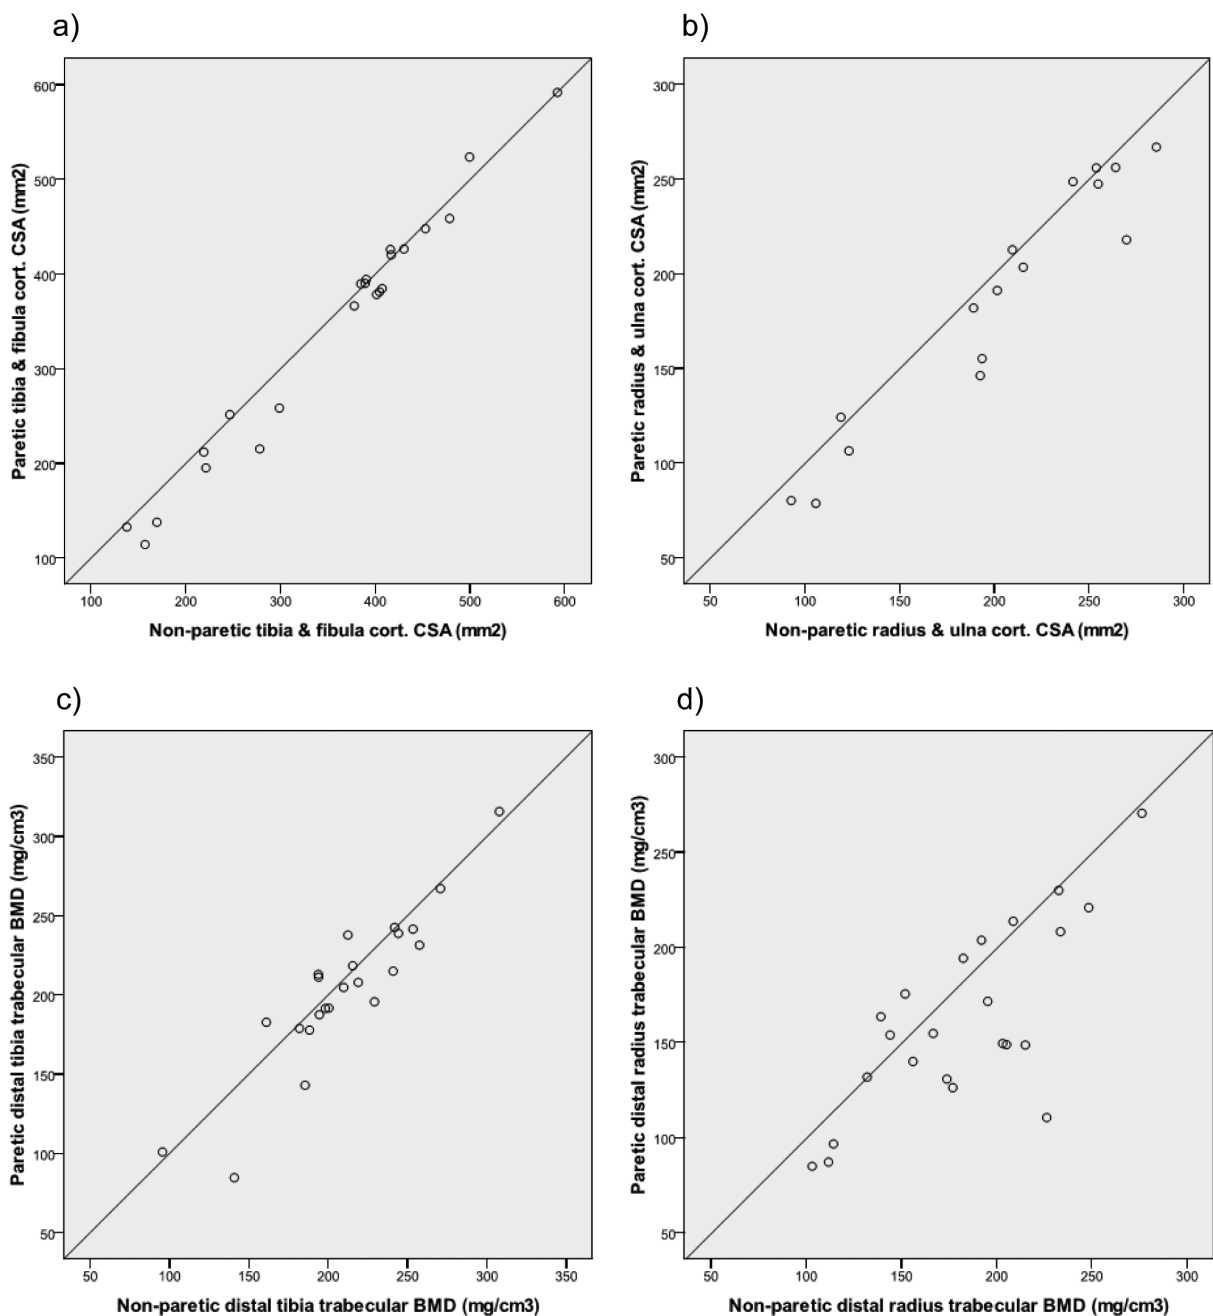 a)
Paretic tibia & fibula cort. CSA (mm2)
600
500
400
300
200
100
100 200 300 400 500 600
Non-paretic tibia & fibula cort. CSA (mm2)
b)
Paretic radius & ulna cort. CSA (mm2)
300
250
200
150
100
50
50 100 150 200 250 300
Non-paretic radius & ulna cort. CSA (mm2)
c)
Paretic distal tibia trabecular BMD (mg/cm3)
350
300
250
200
150
100
50
50 100 150 200 250 300 350
Non-paretic distal tibia trabecular BMD (mg/cm3)
d)
Paretic distal radius trabecular BMD (mg/cm3)
300
250
200
150
100
50
50 100 150 200 250 300
Non-paretic distal radius trabecular BMD (mg/cm3)